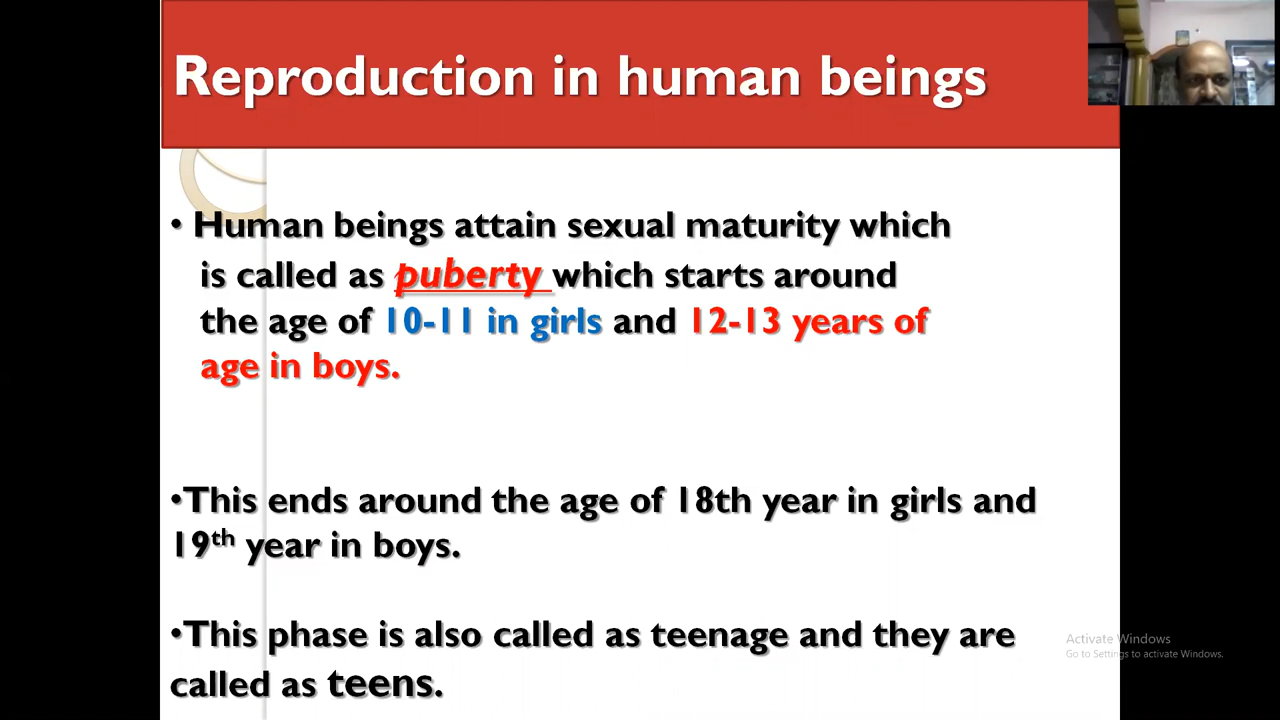 Reproduction in human beings
• Human beings attain sexual maturity which
is called as puberty which starts around
the age of 10-11 in girls and 12-13 years of
age in boys.
•This ends around the age of 18th year in girls and
19th year in boys.
•This phase is also called as teenage and they are
called as teens.
Activate Windows
Go to Settings to activate Windows.